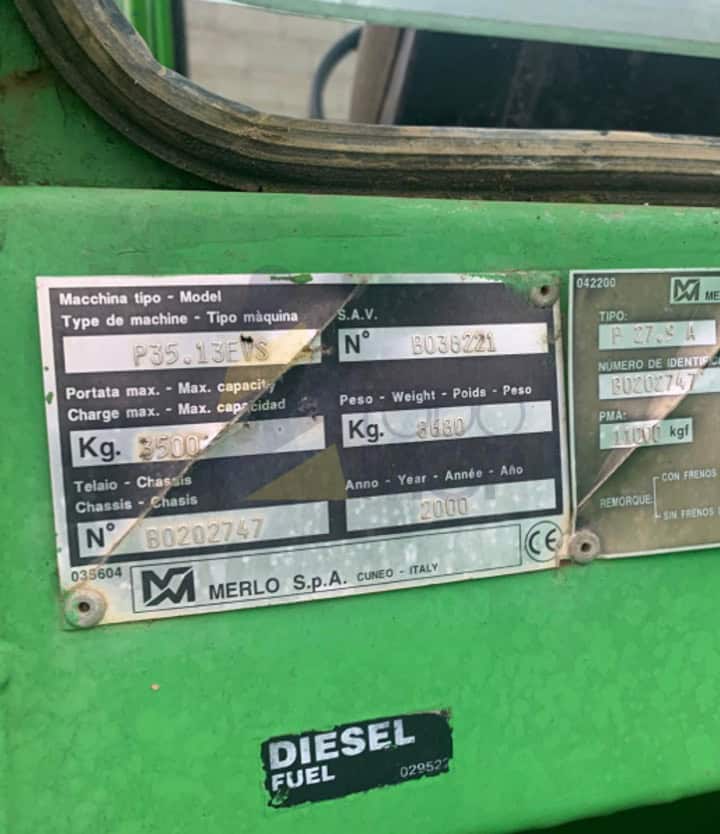 Macchina tipo - Model
Type de machine - Tipo màquina
P35.13EVS
S.A.V.
N° B038221
Portata max. - Max. capacity
Charge max. - Max. capacidad
Kg. 3500
Peso - Weight - Poids - Peso
Kg. 8680
Telaio - Chassis
Chassis - Chasis
N° B0202747
Anno - Year - Année - Año
2000
035604
MERLO S.p.A. CUNEO - ITALY
CE
042200
TIPO:
P 27.9 A
NÚMERO DE
B0202747
PMA:
11000 kgf
REMORQUE:
CON FRENOS
SIN FRENOS
DIESEL
FUEL